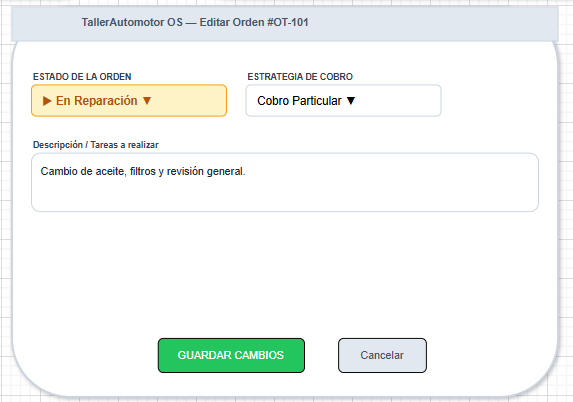 TallerAutomotor OS — Editar Orden #OT-101
ESTADO DE LA ORDEN
ESTRATEGIA DE COBRO
▶ En Reparación ▼
Cobro Particular ▼
Descripción / Tareas a realizar
Cambio de aceite, filtros y revisión general.
GUARDAR CAMBIOS
Cancelar